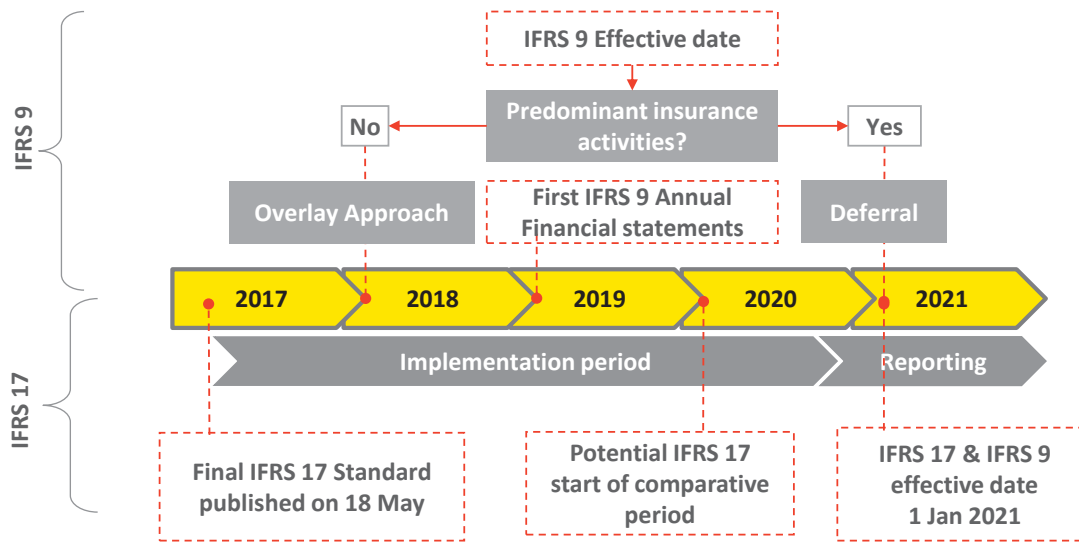 IFRS 9
IFRS 9 Effective date
No
Predominant insurance
activities?
Yes
Overlay Approach
First IFRS 9 Annual
Financial statements
Deferral
2017
2018
2019
2020
2021
Implementation period
Reporting
IFRS 17
Final IFRS 17 Standard
published on 18 May
Potential IFRS 17
start of comparative
period
IFRS 17 & IFRS 9
effective date
1 Jan 2021